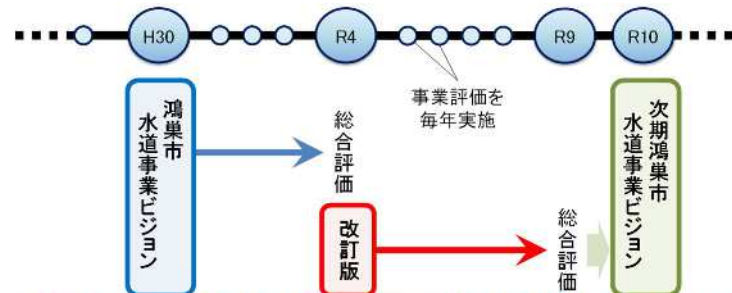 H30
R4
R9
R10
事業評価を
毎年実施
鴻巣市
水道事業ビジョン
総合評価
改訂版
総合評価
次期鴻巣市
水道事業ビジョン